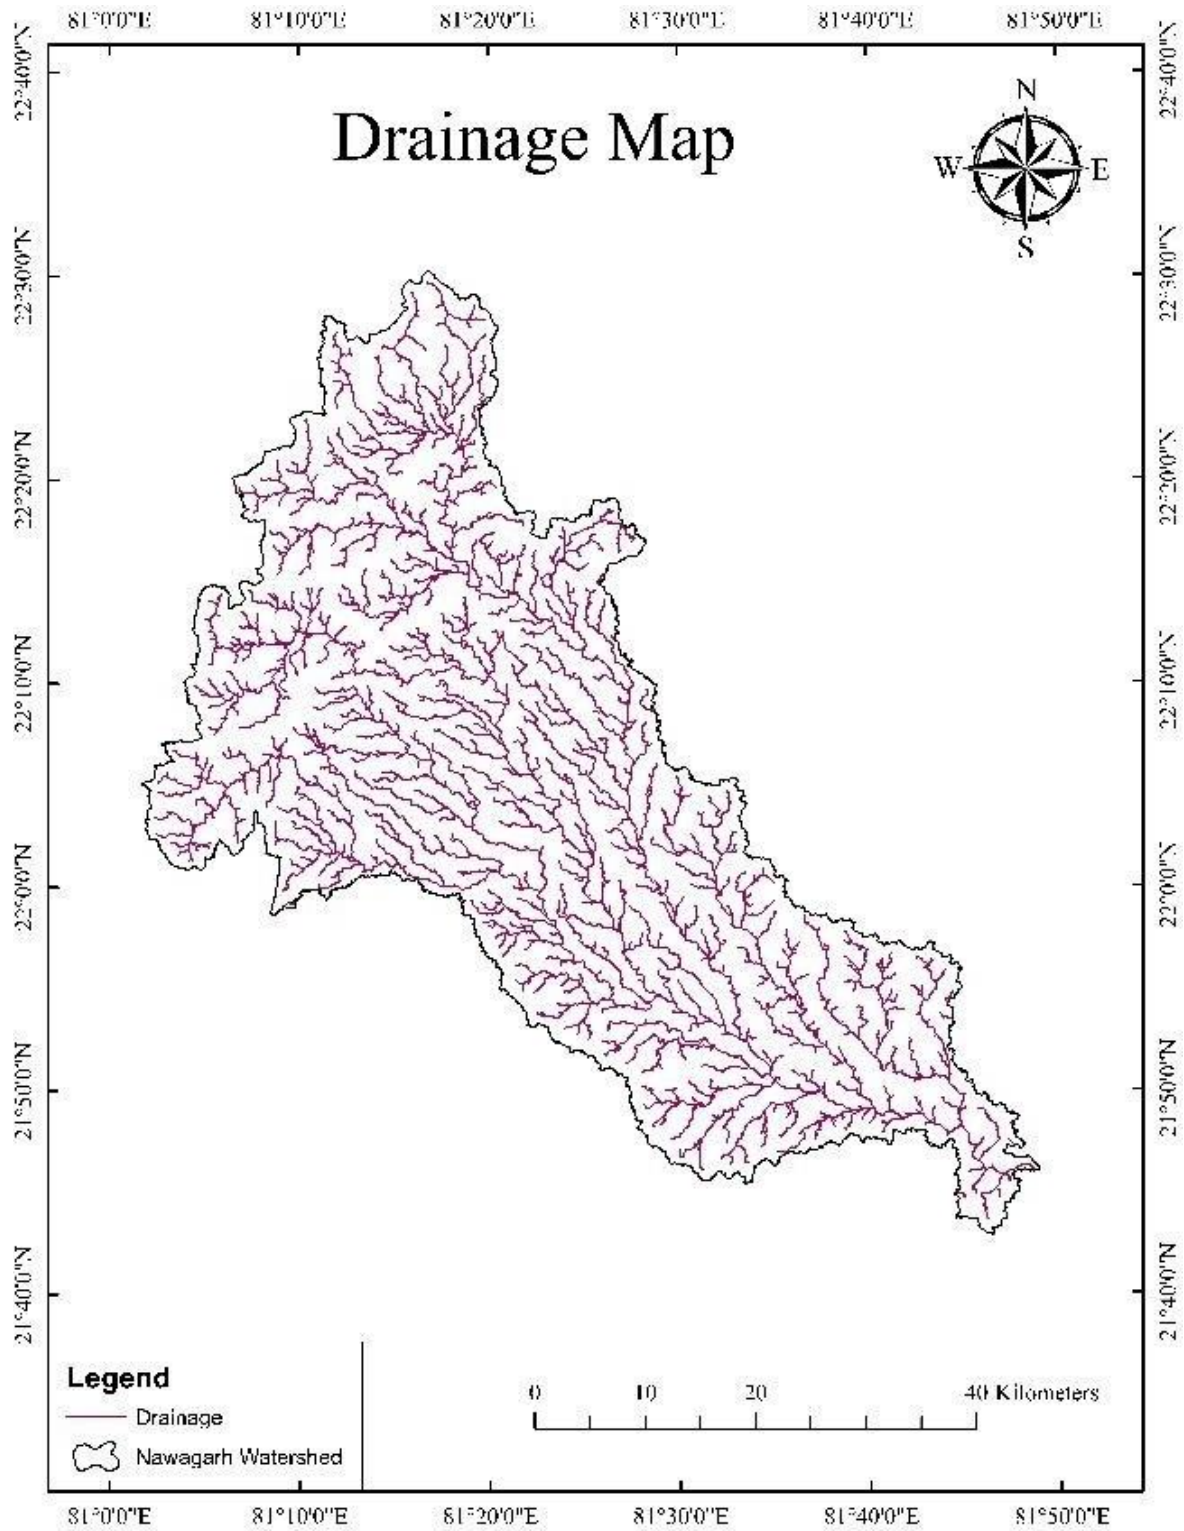 81°0'0"E 81°10'0"E 81°20'0"E 81°30'0"E 81°40'0"E 81°50'0"E
Drainage Map
N
W E
S
22°40'0"N 22°40'0"N
22°30'0"N 22°30'0"N
22°20'0"N 22°20'0"N
22°10'0"N 22°10'0"N
22°0'0"N 22°0'0"N
21°50'0"N 21°50'0"N
21°40'0"N 21°40'0"N
Legend
Drainage
Nawagarh Watershed
0 10 20 40 Kilometers
81°0'0"E 81°10'0"E 81°20'0"E 81°30'0"E 81°40'0"E 81°50'0"E